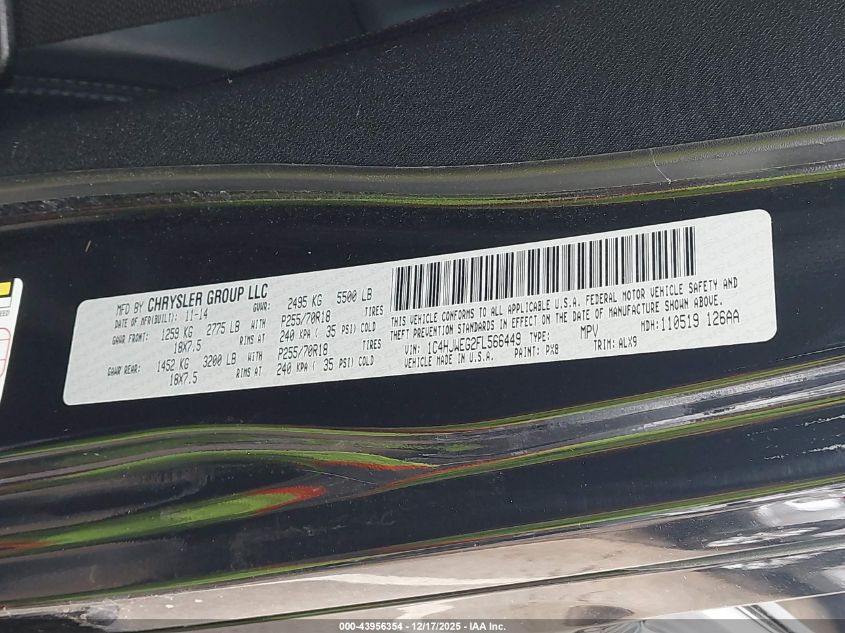 MFD BY CHRYSLER GROUP LLC
DATE OF MFR(BUILT): 11-14 GVWR: 2495 KG 5500 LB
GAWR FRONT: 1259 KG 2775 LB WITH P255/70R18 TIRES
18X7.5 RIMS AT 240 KPA ( 35 PSI) COLD
GAWR REAR: 1452 KG 3200 LB WITH P255/70R18 TIRES
18X7.5 RIMS AT 240 KPA ( 35 PSI) COLD
THIS VEHICLE CONFORMS TO ALL APPLICABLE U.S.A. FEDERAL MOTOR VEHICLE SAFETY AND
THEFT PREVENTION STANDARDS IN EFFECT ON THE DATE OF MANUFACTURE SHOWN ABOVE.
VIN: 1C4HJWEG2FL566449 TYPE: MPV MDH: 110519 126AA
VEHICLE MADE IN U.S.A. PAINT: PX8 TRIM: ALX9
000-43956354 - 12/17/2025 - IAA Inc.